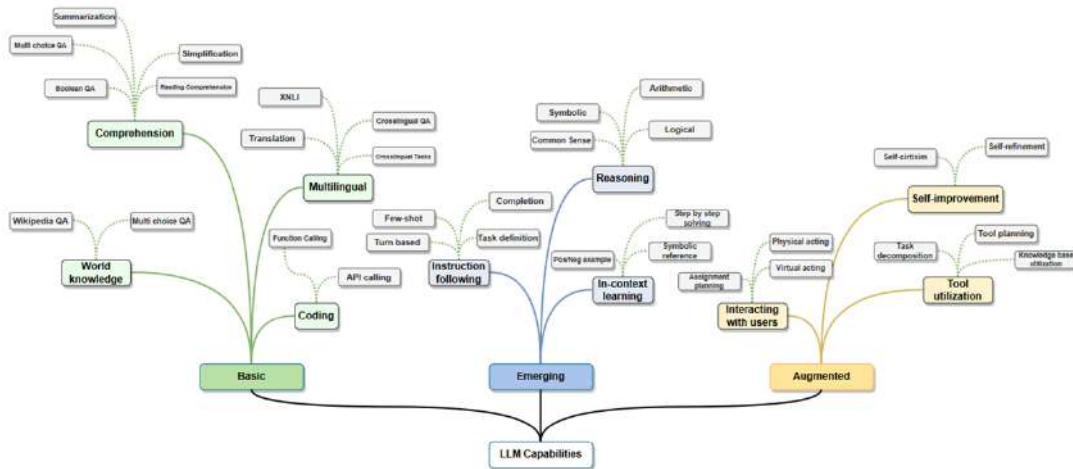 Summarization
Multi choice QA
Simplification
Boolean QA
Reading Comprehension
Comprehension
XNLI
Crosslingual QA
Translation
Crosslingual Tasks
Multilingual
Wikipedia QA
Multi choice QA
World
knowledge
Function Calling
API calling
Coding
Arithmetic
Symbolic
Logical
Common Sense
Reasoning
Completion
Few-shot
Turn based
Task definition
Instruction
following
Step by step
solving
Symbolic
reference
Pos/Neg example
In-context
learning
Self-cirtisim
Self-refinement
Self-improvement
Physical acting
Virtual acting
Assignment
planning
Interacting
with users
Tool planning
Task
decomposition
Knowledge base
utilization
Tool
utilization
Basic
Emerging
Augmented
LLM Capabilities